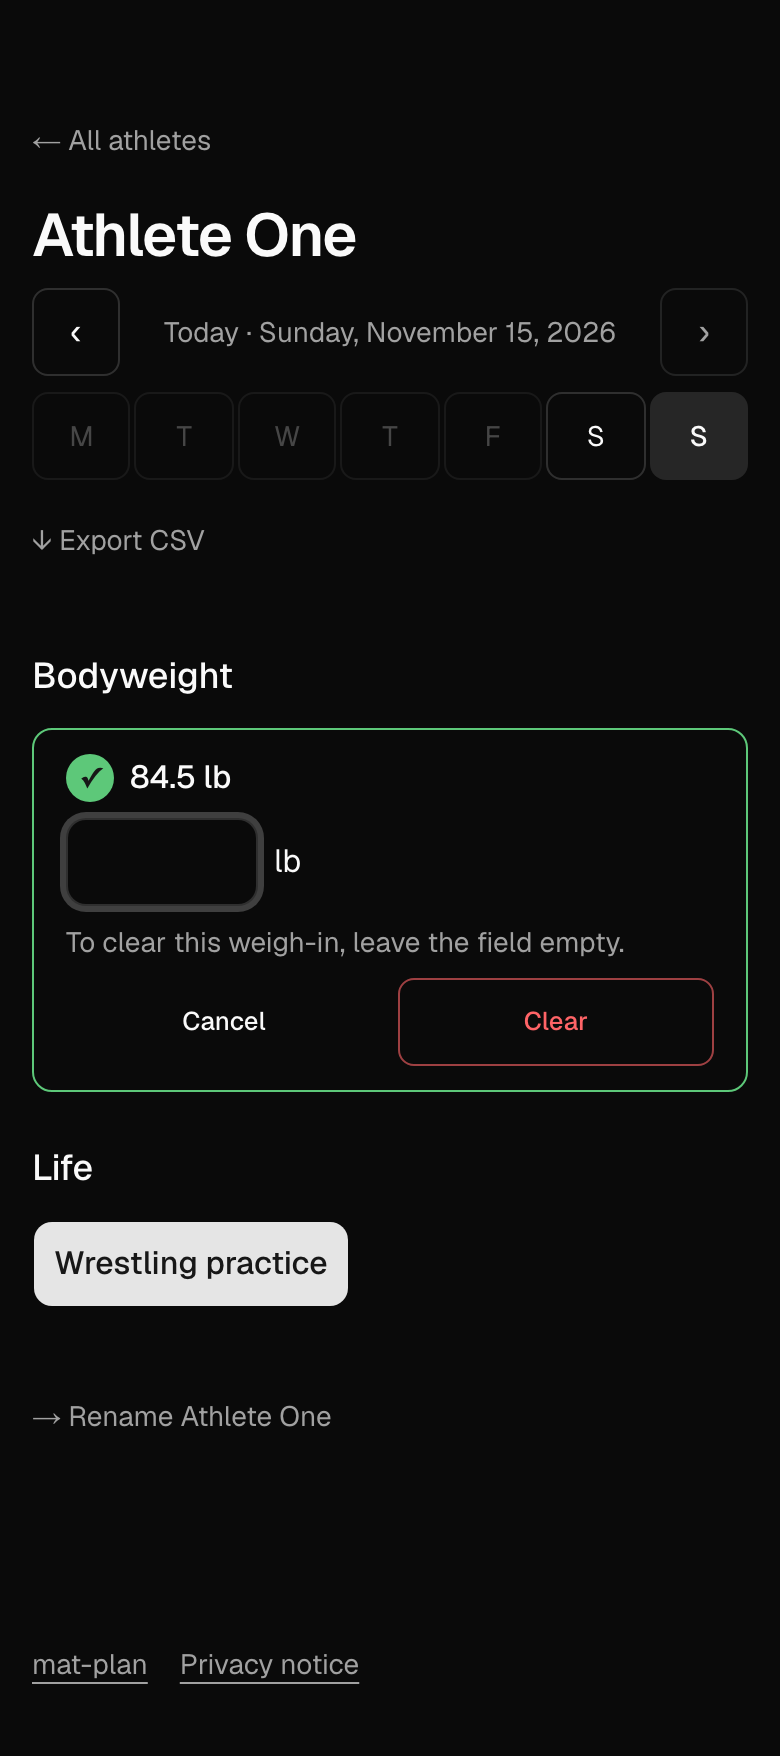 ← All athletes
Athlete One
‹ Today · Sunday, November 15, 2026 ›
M T W T F S S
↓ Export CSV
Bodyweight
✓ 84.5 lb
lb
To clear this weigh-in, leave the field empty.
Cancel Clear
Life
Wrestling practice
→ Rename Athlete One
mat-plan Privacy notice